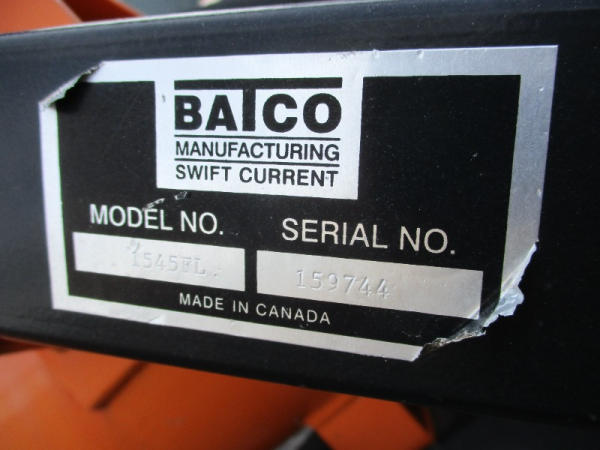 BATCO
MANUFACTURING
SWIFT CURRENT
MODEL NO.
1545FL
SERIAL NO.
159744
MADE IN CANADA